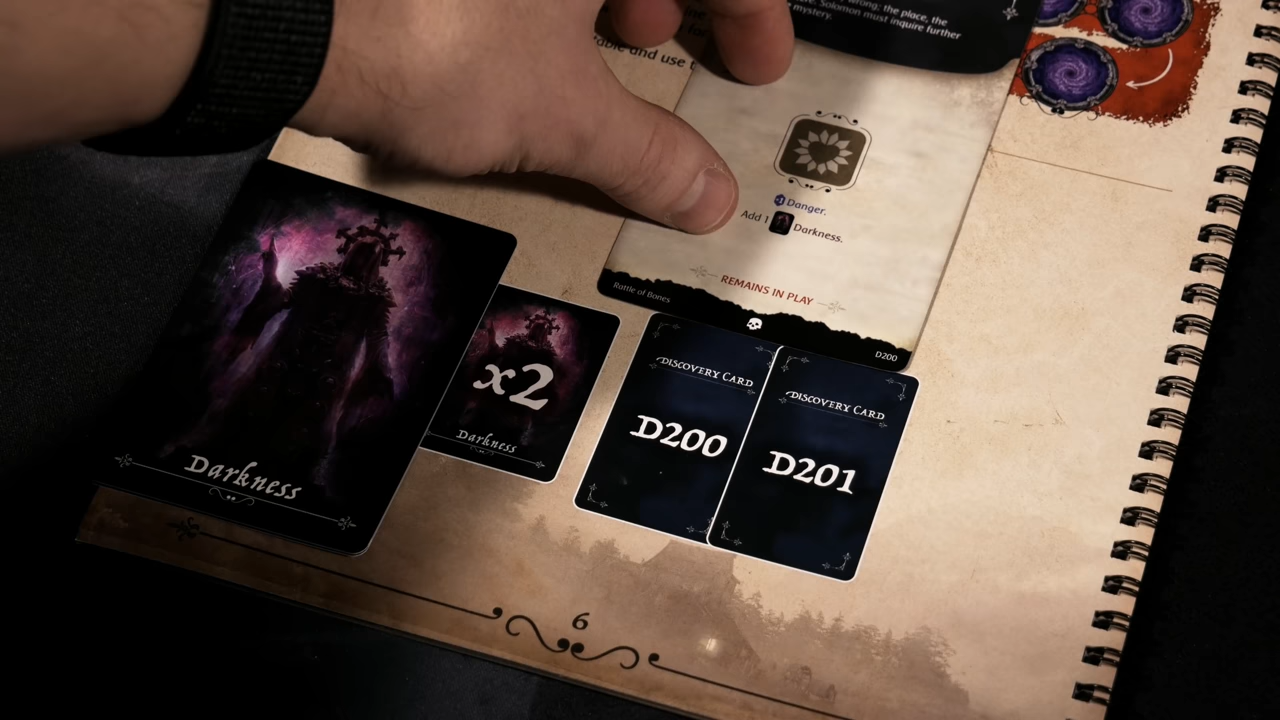 wrong; the place, the
Solomon must inquire further
mystery.
and use
Danger.
Add 1 Darkness.
REMAINS IN PLAY
Rattle of Bones
D200
Darkness
x2
Darkness
DISCOVERY CARD
D200
DISCOVERY CARD
D201
6